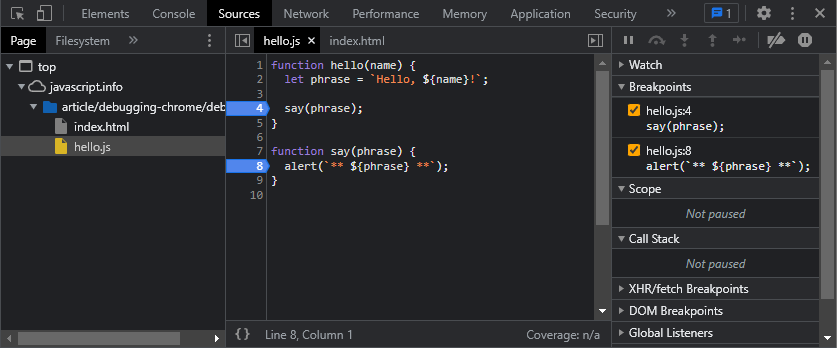 Elements Console Sources Network Performance Memory Application Security » 1
Page Filesystem »
hello.js × index.html
top
javascript.info
article/debugging-chrome/deb
index.html
hello.js
1 function hello(name) {
2 let phrase = `Hello, ${name}!`;
3
4 say(phrase);
5 }
6
7 function say(phrase) {
8 alert(`** ${phrase} **`);
9 }
10
{ } Line 8, Column 1 Coverage: n/a
Watch
Breakpoints
hello.js:4
say(phrase);
hello.js:8
alert(`** ${phrase} **`);
Scope
Not paused
Call Stack
Not paused
XHR/fetch Breakpoints
DOM Breakpoints
Global Listeners